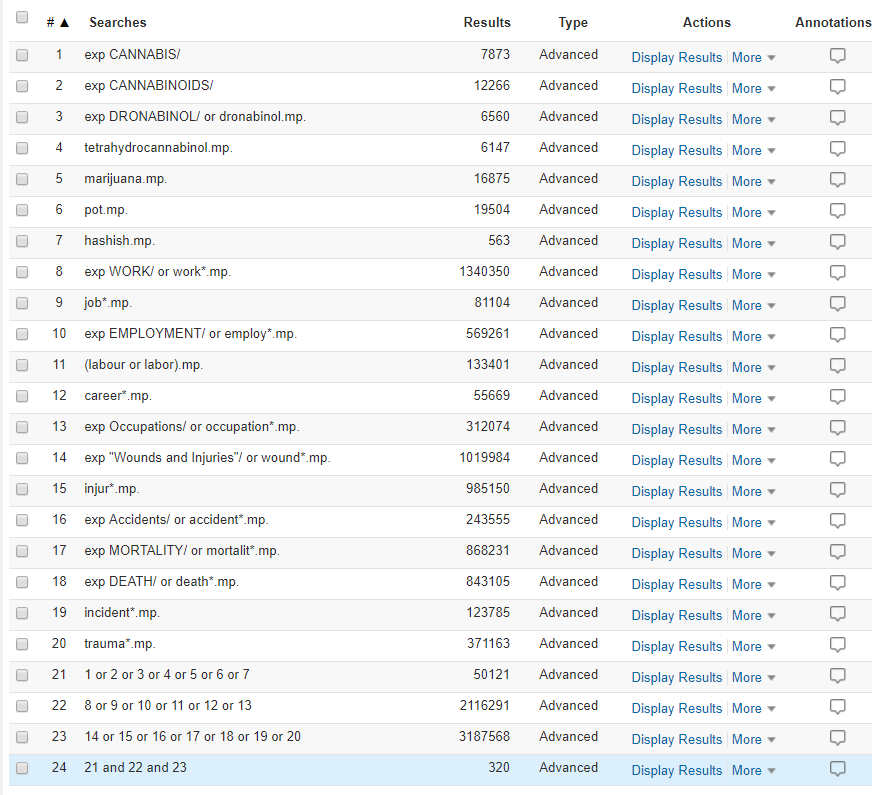 # ▲ Searches Results Type Actions Annotations
1 exp CANNABIS/ 7873 Advanced Display Results More ▼
2 exp CANNABINOIDS/ 12266 Advanced Display Results More ▼
3 exp DRONABINOL/ or dronabinol.mp. 6560 Advanced Display Results More ▼
4 tetrahydrocannabinol.mp. 6147 Advanced Display Results More ▼
5 marijuana.mp. 16875 Advanced Display Results More ▼
6 pot.mp. 19504 Advanced Display Results More ▼
7 hashish.mp. 563 Advanced Display Results More ▼
8 exp WORK/ or work*.mp. 1340350 Advanced Display Results More ▼
9 job*.mp. 81104 Advanced Display Results More ▼
10 exp EMPLOYMENT/ or employ*.mp. 569261 Advanced Display Results More ▼
11 (labour or labor).mp. 133401 Advanced Display Results More ▼
12 career*.mp. 55669 Advanced Display Results More ▼
13 exp Occupations/ or occupation*.mp. 312074 Advanced Display Results More ▼
14 exp "Wounds and Injuries"/ or wound*.mp. 1019984 Advanced Display Results More ▼
15 injur*.mp. 985150 Advanced Display Results More ▼
16 exp Accidents/ or accident*.mp. 243555 Advanced Display Results More ▼
17 exp MORTALITY/ or mortalit*.mp. 868231 Advanced Display Results More ▼
18 exp DEATH/ or death*.mp. 843105 Advanced Display Results More ▼
19 incident*.mp. 123785 Advanced Display Results More ▼
20 trauma*.mp. 371163 Advanced Display Results More ▼
21 1 or 2 or 3 or 4 or 5 or 6 or 7 50121 Advanced Display Results More ▼
22 8 or 9 or 10 or 11 or 12 or 13 2116291 Advanced Display Results More ▼
23 14 or 15 or 16 or 17 or 18 or 19 or 20 3187568 Advanced Display Results More ▼
24 21 and 22 and 23 320 Advanced Display Results More ▼